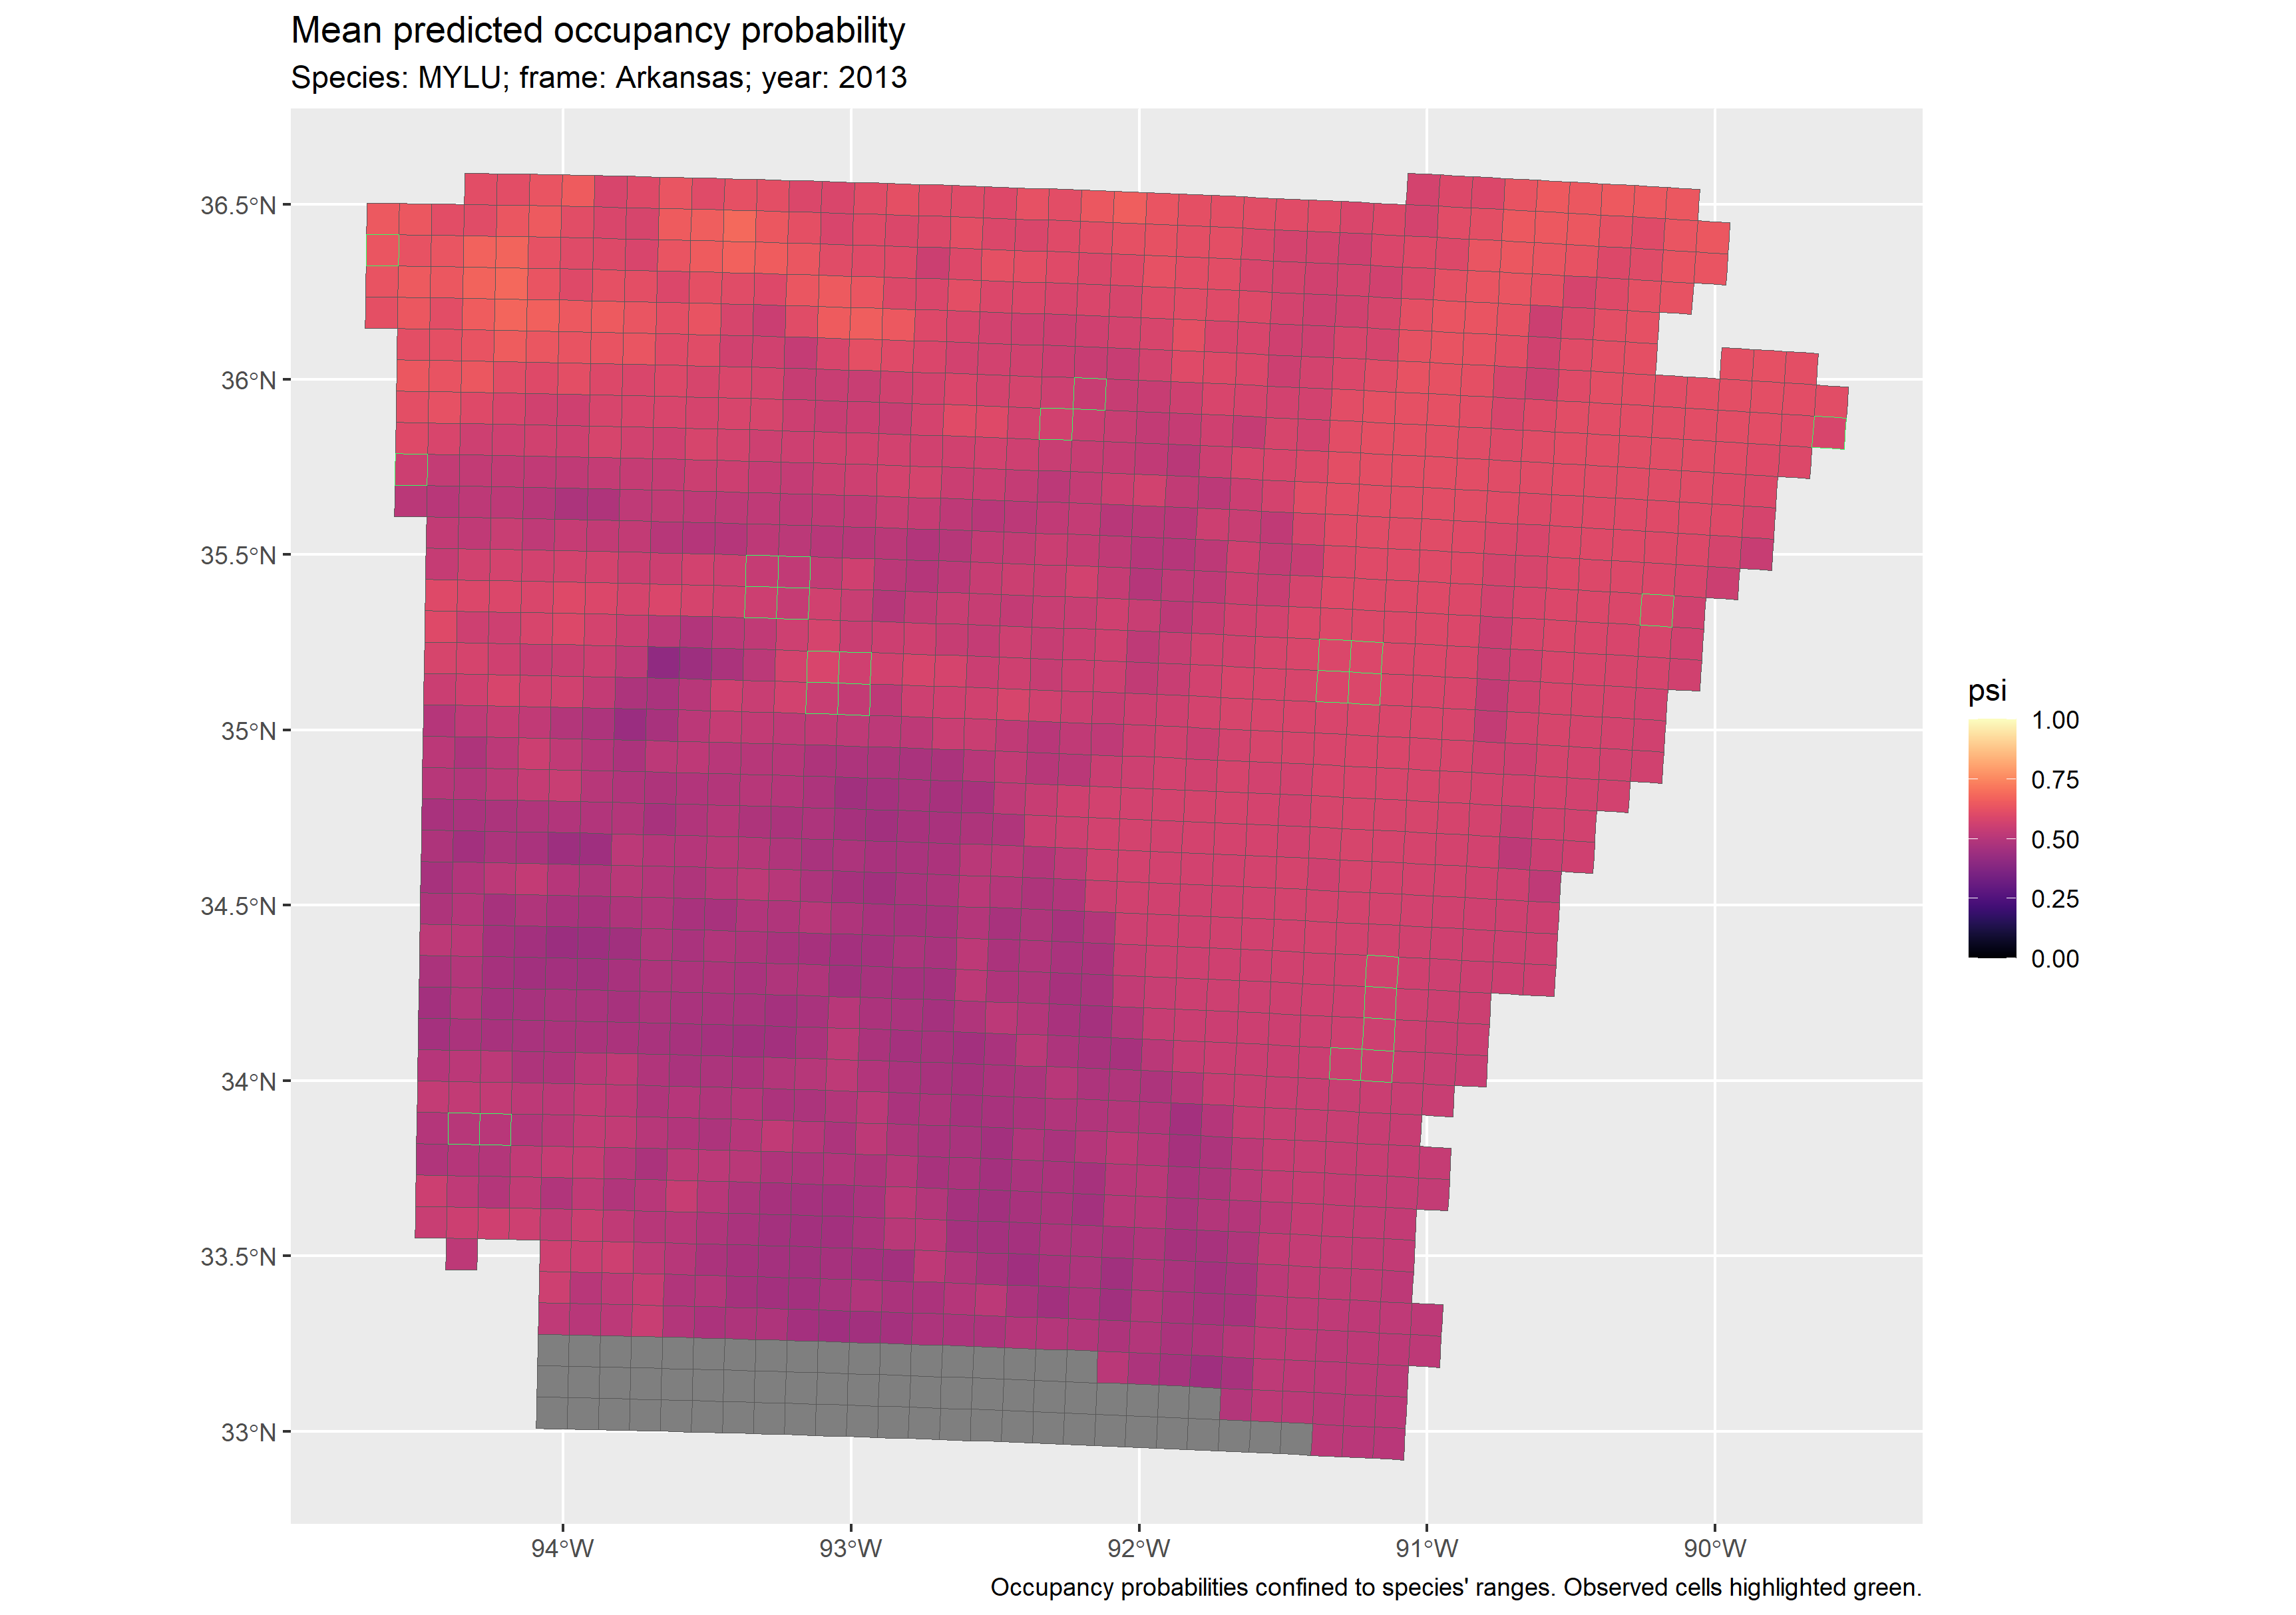 Mean predicted occupancy probability
Species: MYLU; frame: Arkansas; year: 2013
36.5°N
36°N
35.5°N
35°N
34.5°N
34°N
33.5°N
33°N
94°W
93°W
92°W
91°W
90°W
psi
1.00
0.75
0.50
0.25
0.00
Occupancy probabilities confined to species' ranges. Observed cells highlighted green.